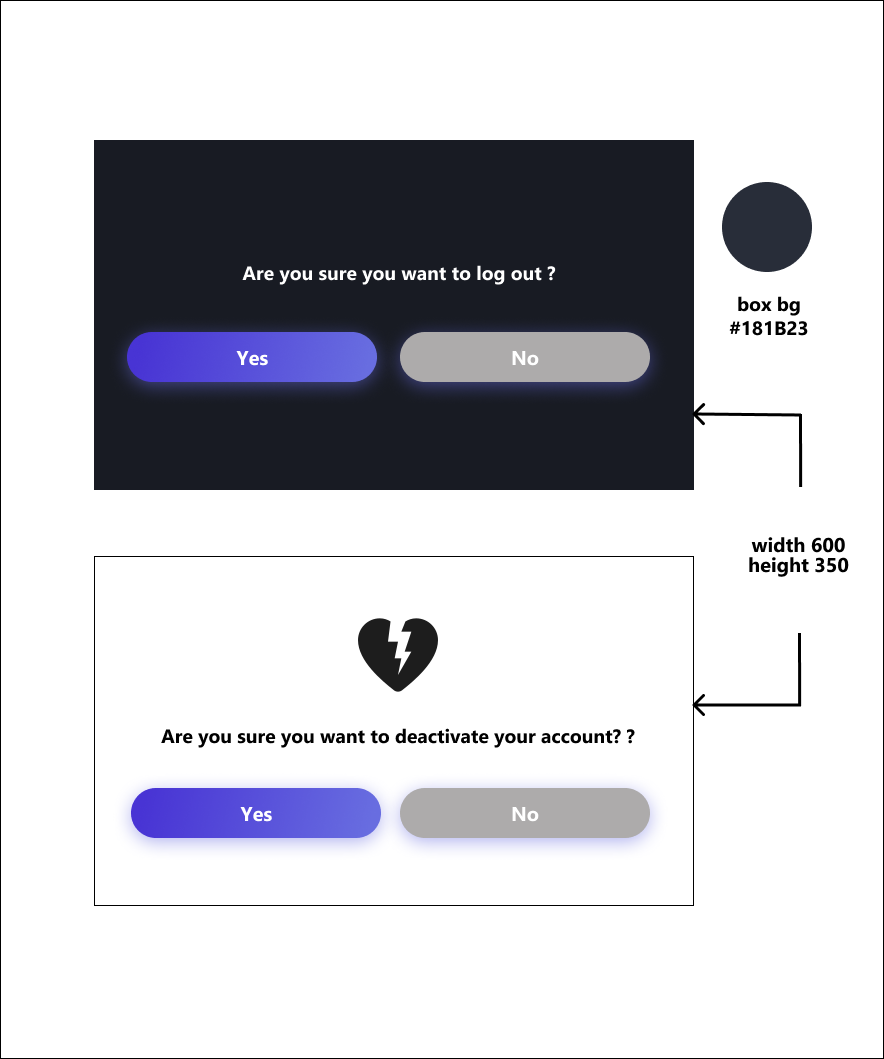 Are you sure you want to log out ?
Yes
No
box bg
#181B23
width 600
height 350
Are you sure you want to deactivate your account? ?
Yes
No